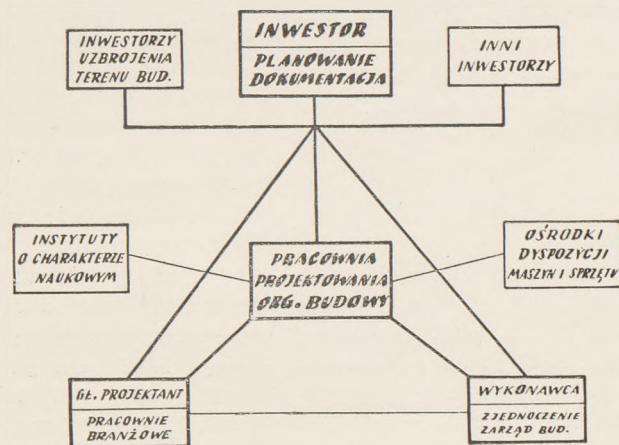 INWESTORZY
UZBROJENIA
TERENU BUD.
INWESTOR
PLANOWANIE
DOKUMENTACJA
INNI
INWESTORZY
INSTYTUTY
O CHARAKTERZE
NAUKOWYM
PRACOWNIA
PROJEKTOWANIA
ORG. BUDOWY
OŚRODKI
DYSPOZYCJI
MASZYN I SPRZĘTU
GŁ. PROJEKTANT
PRACOWNIE
BRANŻOWE
WYKONAWCA
ZJEDNOCZENIE
ZARZĄD BUD.